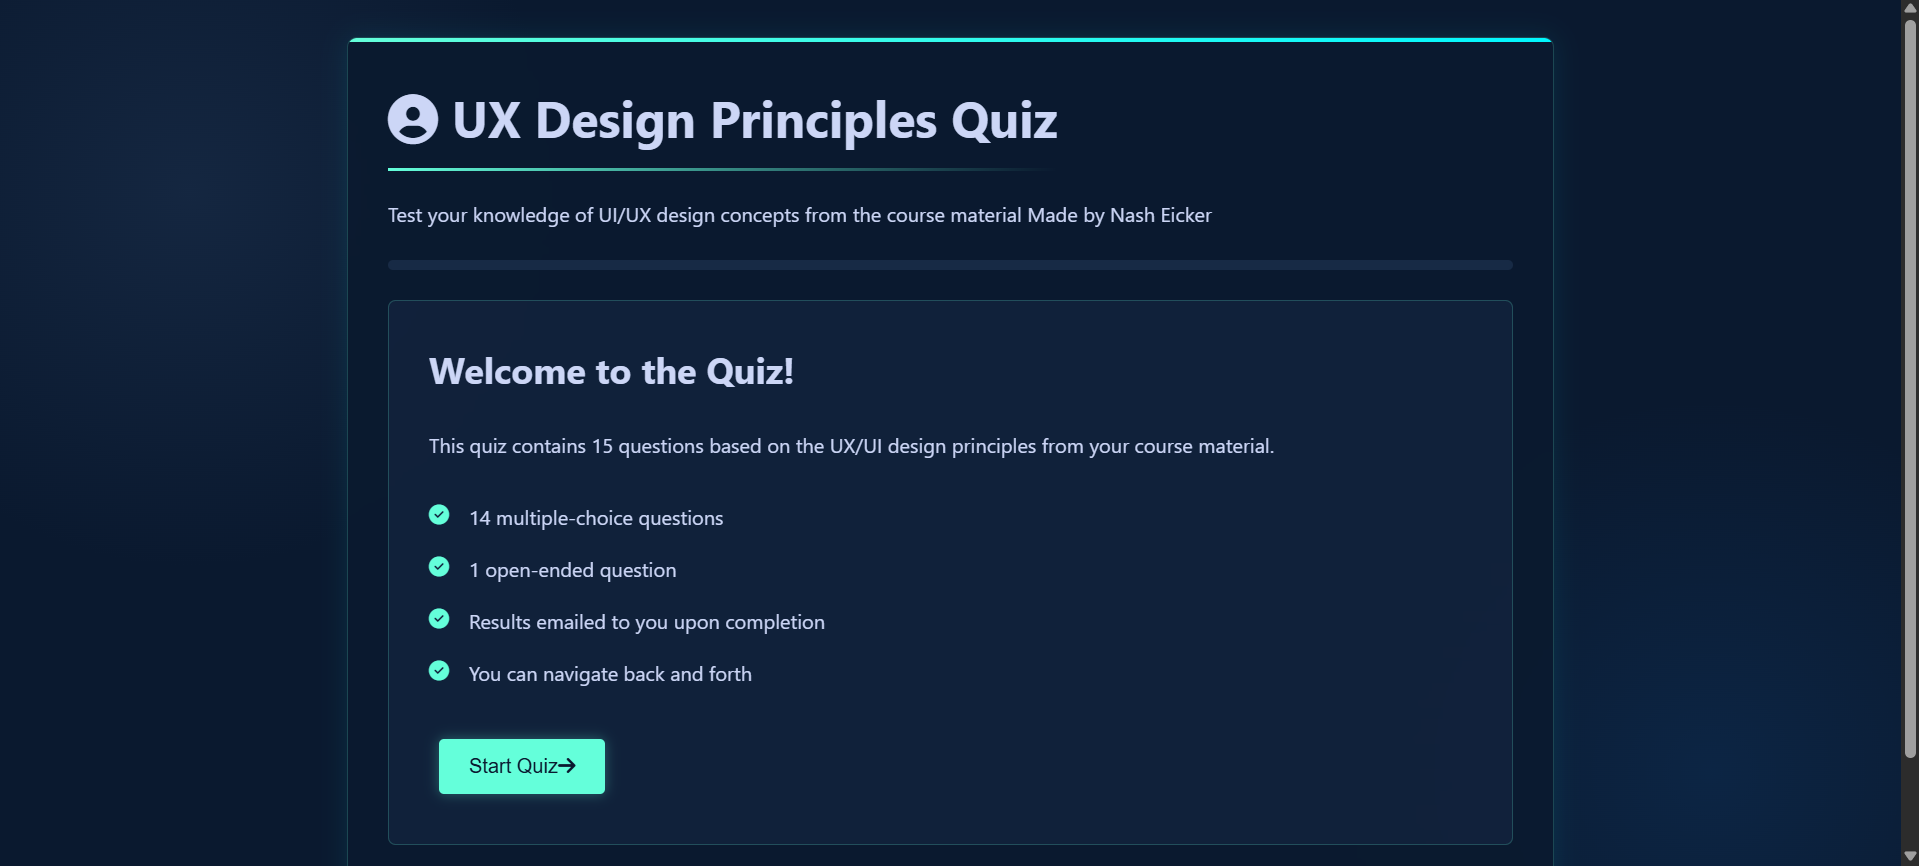 UX Design Principles Quiz
Test your knowledge of UI/UX design concepts from the course material Made by Nash Eicker
Welcome to the Quiz!
This quiz contains 15 questions based on the UX/UI design principles from your course material.
14 multiple-choice questions
1 open-ended question
Results emailed to you upon completion
You can navigate back and forth
Start Quiz